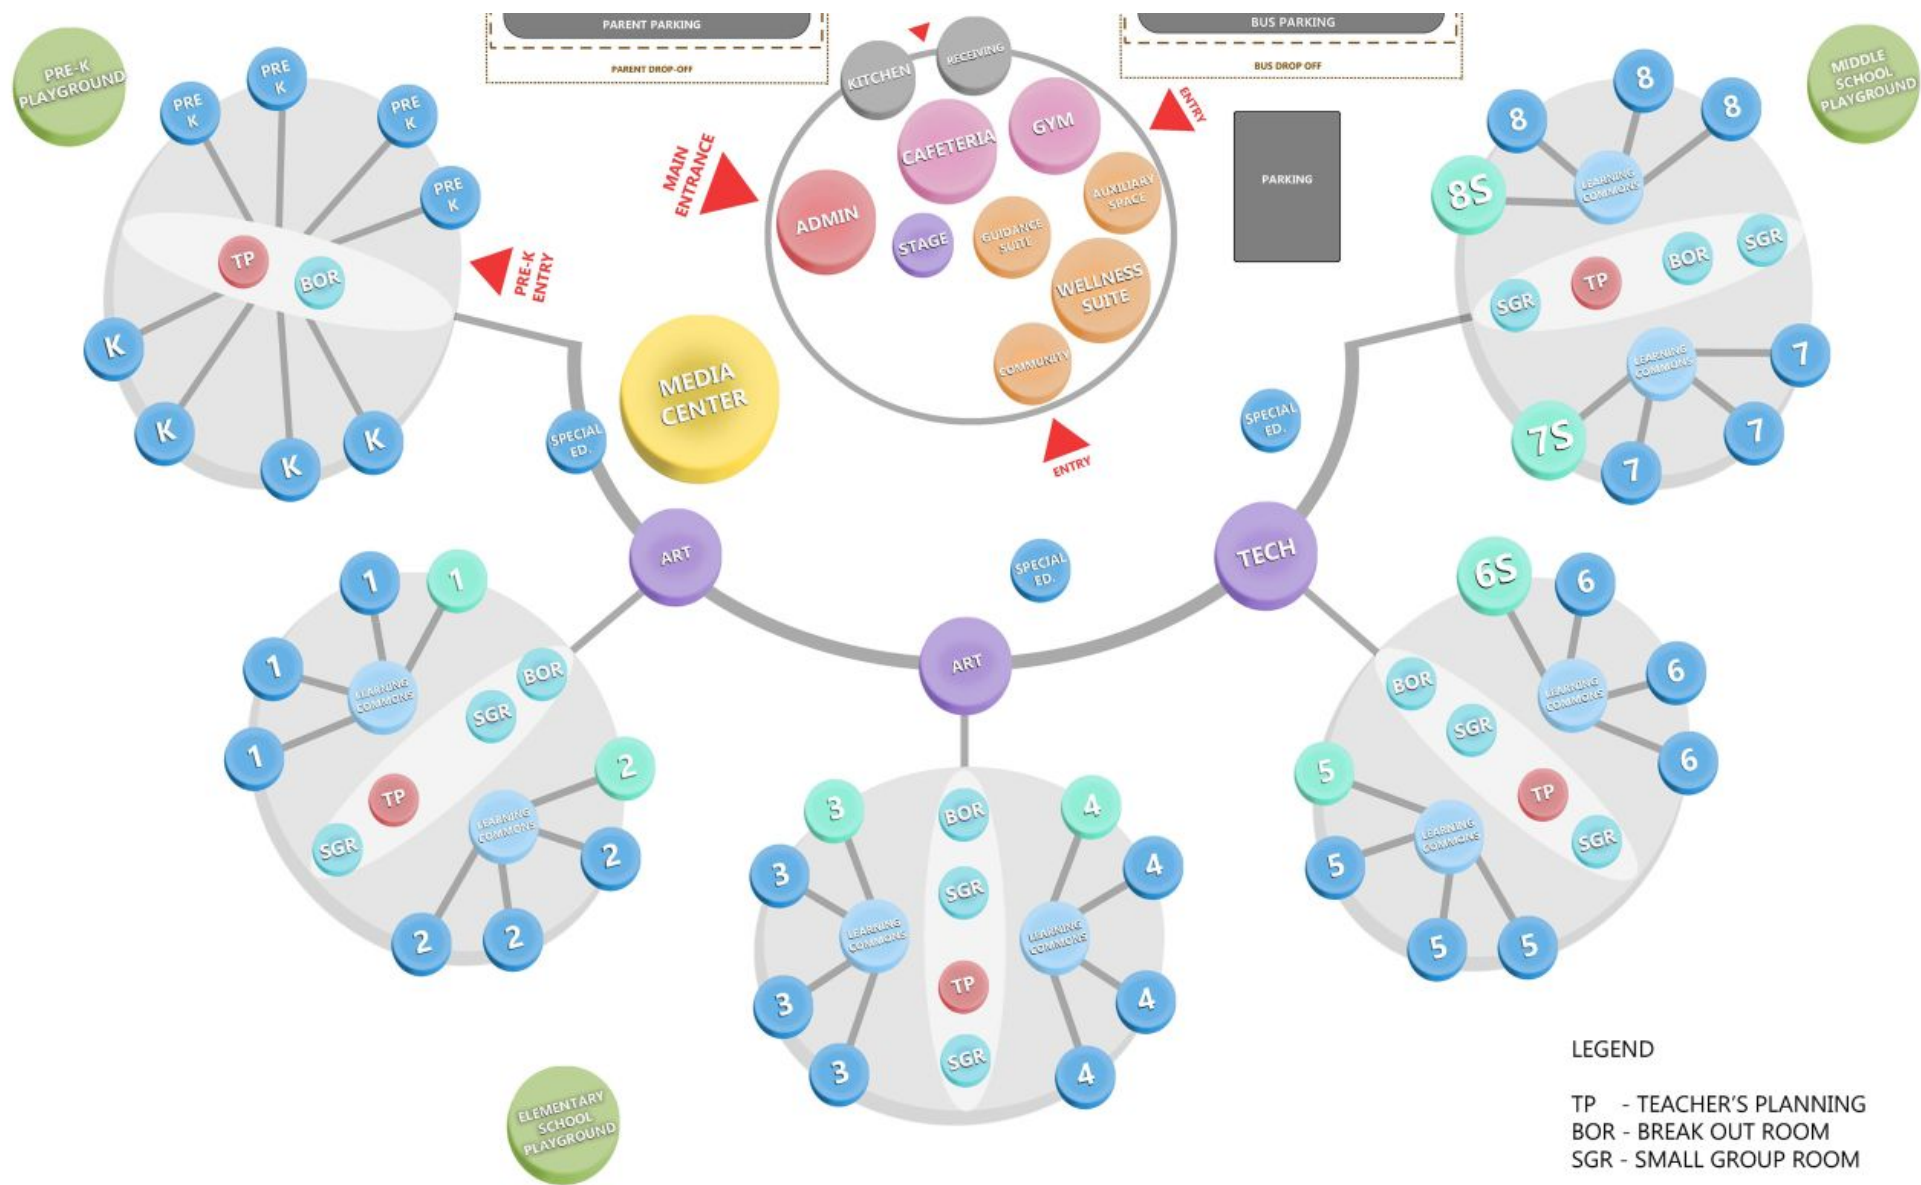 PARENT PARKING
PARENT DROP-OFF
BUS PARKING
BUS DROP OFF
PRE-K
PLAYGROUND
MIDDLE
SCHOOL
PLAYGROUND
PRE
K
PRE
K
PRE
K
PRE
K
TP
BOR
K
K
K
K
PRE-K
ENTRY
MAIN
ENTRANCE
KITCHEN
RECEIVING
CAFETERIA
GYM
ADMIN
STAGE
GUIDANCE
SUITE
AUXILIARY
SPACE
WELLNESS
SUITE
COMMUNITY
ENTRY
ENTRY
PARKING
MEDIA
CENTER
SPECIAL
ED.
SPECIAL
ED.
SPECIAL
ED.
ART
ART
TECH
8
8
8
8S
LEARNING
COMMONS
SGR
TP
BOR
SGR
LEARNING
COMMONS
7
7
7
7S
1
1
1
1
LEARNING
COMMONS
BOR
SGR
TP
SGR
LEARNING
COMMONS
2
2
2
2
3
3
3
3
LEARNING
COMMONS
BOR
SGR
TP
SGR
LEARNING
COMMONS
4
4
4
4
6S
6
6
6
LEARNING
COMMONS
BOR
SGR
TP
SGR
LEARNING
COMMONS
5
5
5
5
ELEMENTARY
SCHOOL
PLAYGROUND
LEGEND
TP - TEACHER'S PLANNING
BOR - BREAK OUT ROOM
SGR - SMALL GROUP ROOM